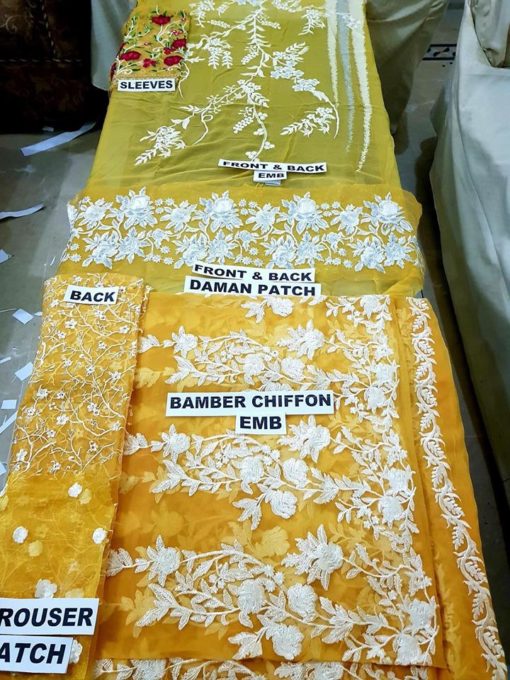 SLEEVES
FRONT & BACK
EMB
FRONT & BACK
DAMAN PATCH
BACK
BAMBER CHIFFON
EMB
ROUSER
ATCH